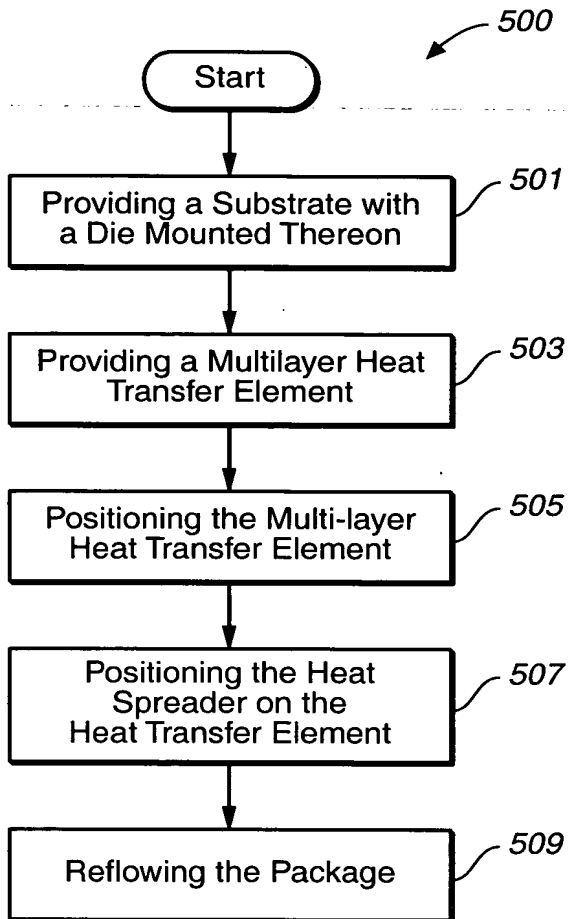 500
Start
501
Providing a Substrate with
a Die Mounted Thereon
503
Providing a Multilayer Heat
Transfer Element
505
Positioning the Multi-layer
Heat Transfer Element
507
Positioning the Heat
Spreader on the
Heat Transfer Element
509
Reflowing the Package